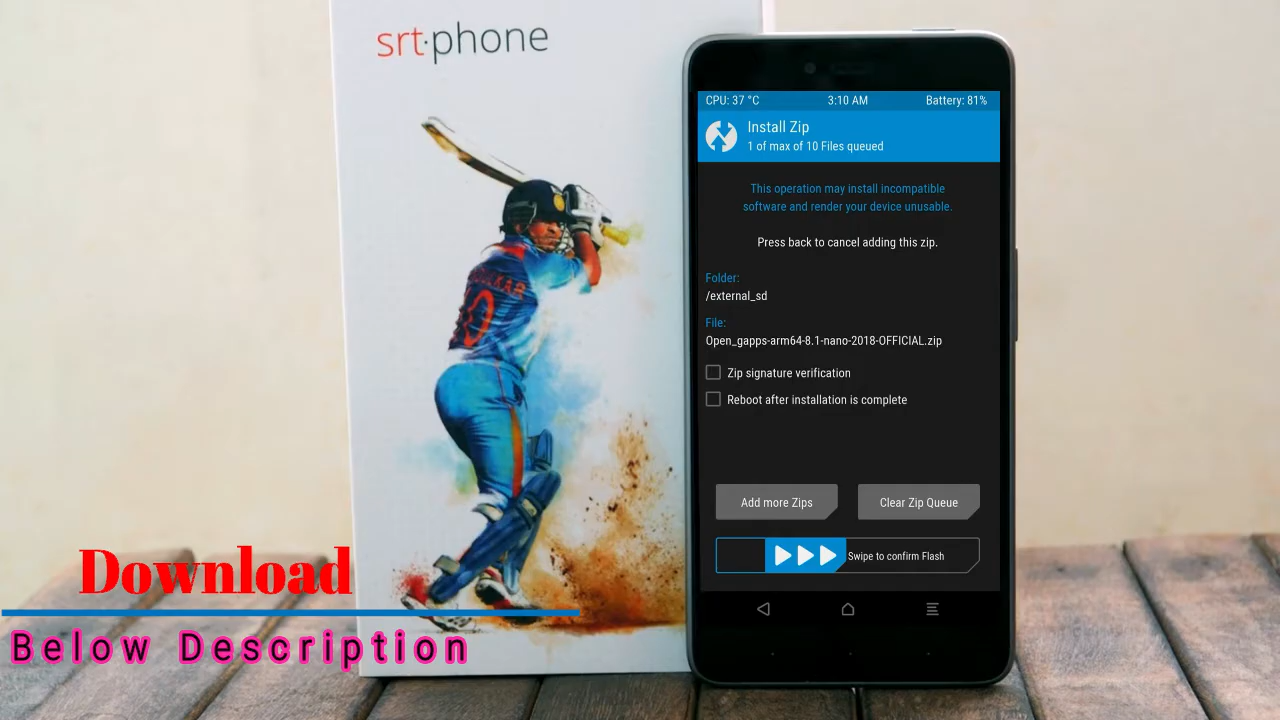 srt·phone
CPU: 37 °C
3:10 AM
Battery: 81%
Install Zip
1 of max of 10 Files queued
This operation may install incompatible
software and render your device unusable.
Press back to cancel adding this zip.
Folder:
/external_sd
File:
Open_gapps-arm64-8.1-nano-2018-OFFICIAL.zip
Zip signature verification
Reboot after installation is complete
Add more Zips
Clear Zip Queue
Swipe to confirm Flash
Download
Below Description